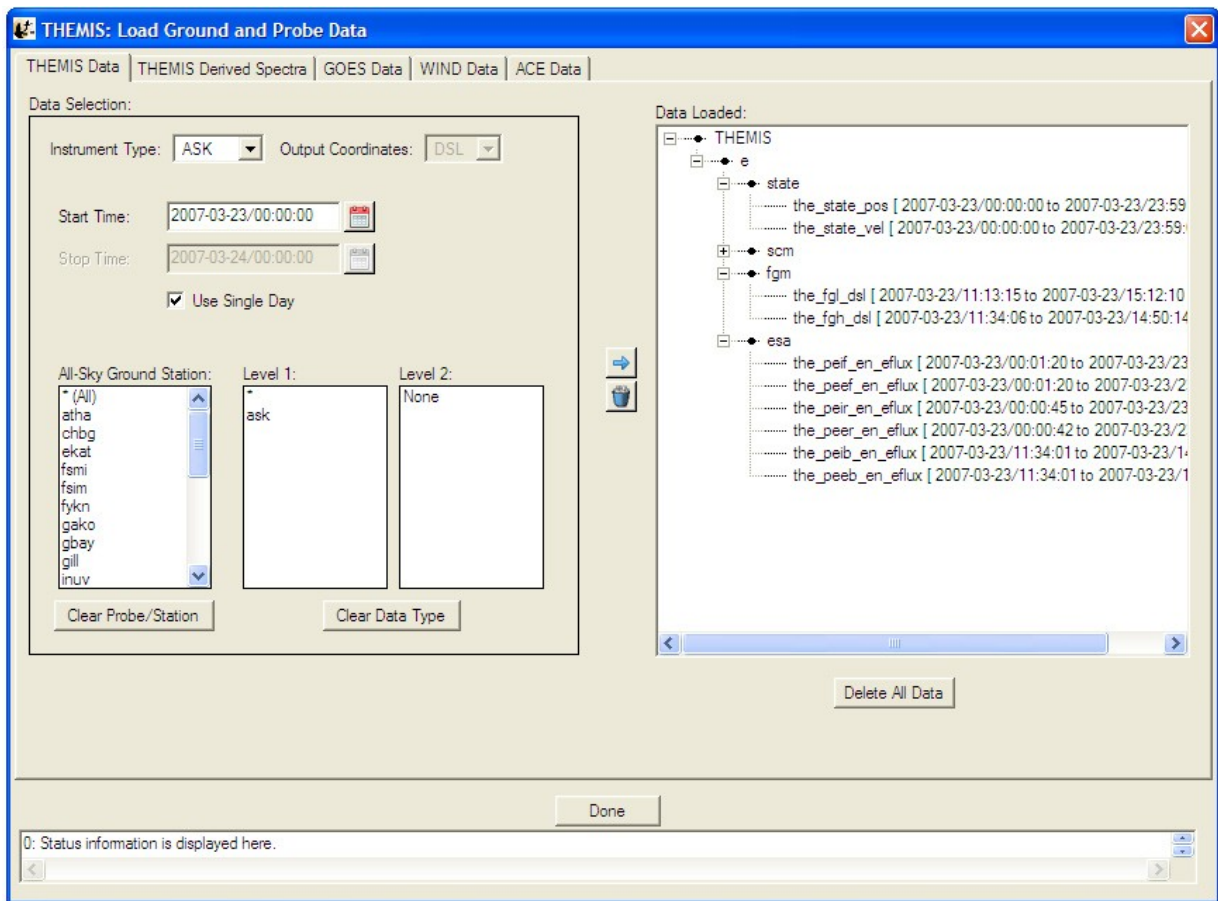 THEMIS: Load Ground and Probe Data
THEMIS Data THEMIS Derived Spectra GOES Data WIND Data ACE Data
Data Selection:
Instrument Type: ASK Output Coordinates: DSL
Start Time: 2007-03-23/00:00:00
Stop Time: 2007-03-24/00:00:00
Use Single Day
All-Sky Ground Station:
* (All)
atha
chbg
ekat
fsmi
fsim
fykn
gako
gbay
gill
inuv
Clear Probe/Station
Level 1:
*
ask
Level 2:
None
Clear Data Type
Data Loaded:
THEMIS
e
state
the_state_pos [ 2007-03-23/00:00:00 to 2007-03-23/23:59
the_state_vel [ 2007-03-23/00:00:00 to 2007-03-23/23:59:
scm
fgm
the_fgl_dsl [ 2007-03-23/11:13:15 to 2007-03-23/15:12:10
the_fgh_dsl [ 2007-03-23/11:34:06 to 2007-03-23/14:50:14
esa
the_peif_en_eflux [ 2007-03-23/00:01:20 to 2007-03-23/23
the_peef_en_eflux [ 2007-03-23/00:01:20 to 2007-03-23/2
the_peir_en_eflux [ 2007-03-23/00:00:45 to 2007-03-23/23
the_peer_en_eflux [ 2007-03-23/00:00:42 to 2007-03-23/2
the_peib_en_eflux [ 2007-03-23/11:34:01 to 2007-03-23/14
the_peeb_en_eflux [ 2007-03-23/11:34:01 to 2007-03-23/1
Delete All Data
Done
0: Status information is displayed here.